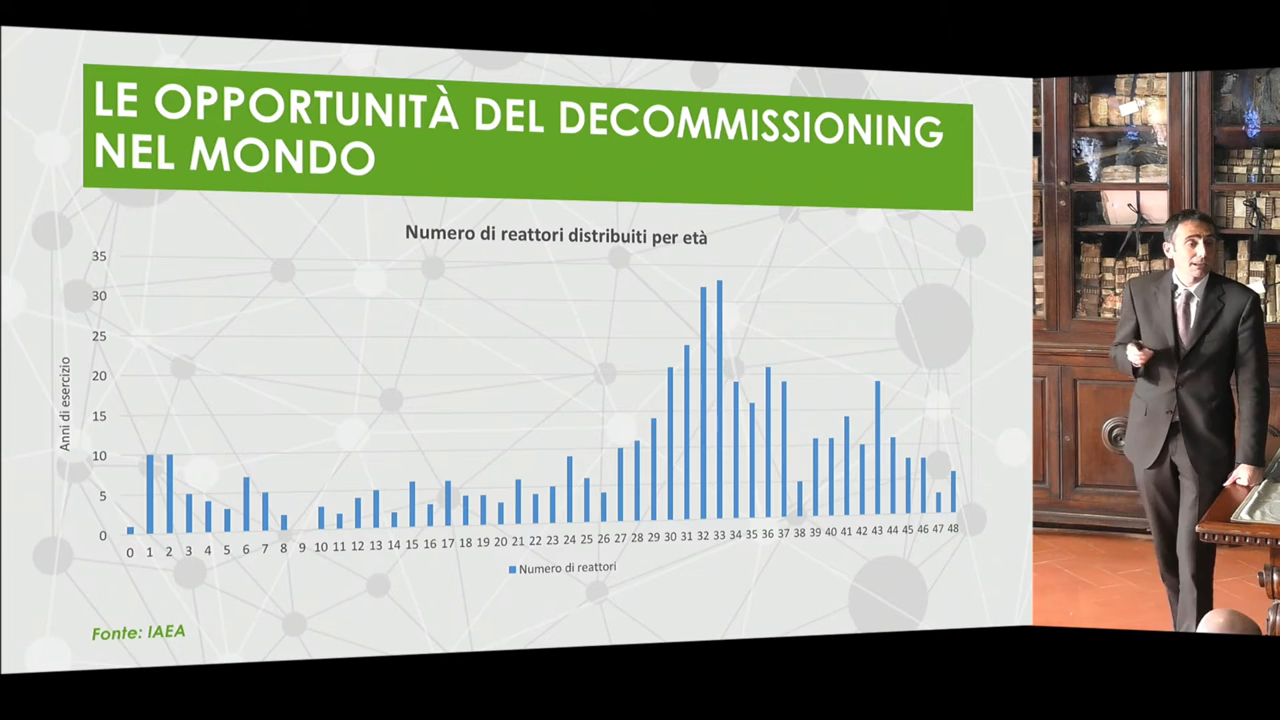 LE OPPORTUNITÀ DEL DECOMMISSIONING
NEL MONDO
Numero di reattori distribuiti per età
Anni di esercizio
35
30
25
20
15
10
5
0
0 1 2 3 4 5 6 7 8 9 10 11 12 13 14 15 16 17 18 19 20 21 22 23 24 25 26 27 28 29 30 31 32 33 34 35 36 37 38 39 40 41 42 43 44 45 46 47 48
Numero di reattori
Fonte: IAEA